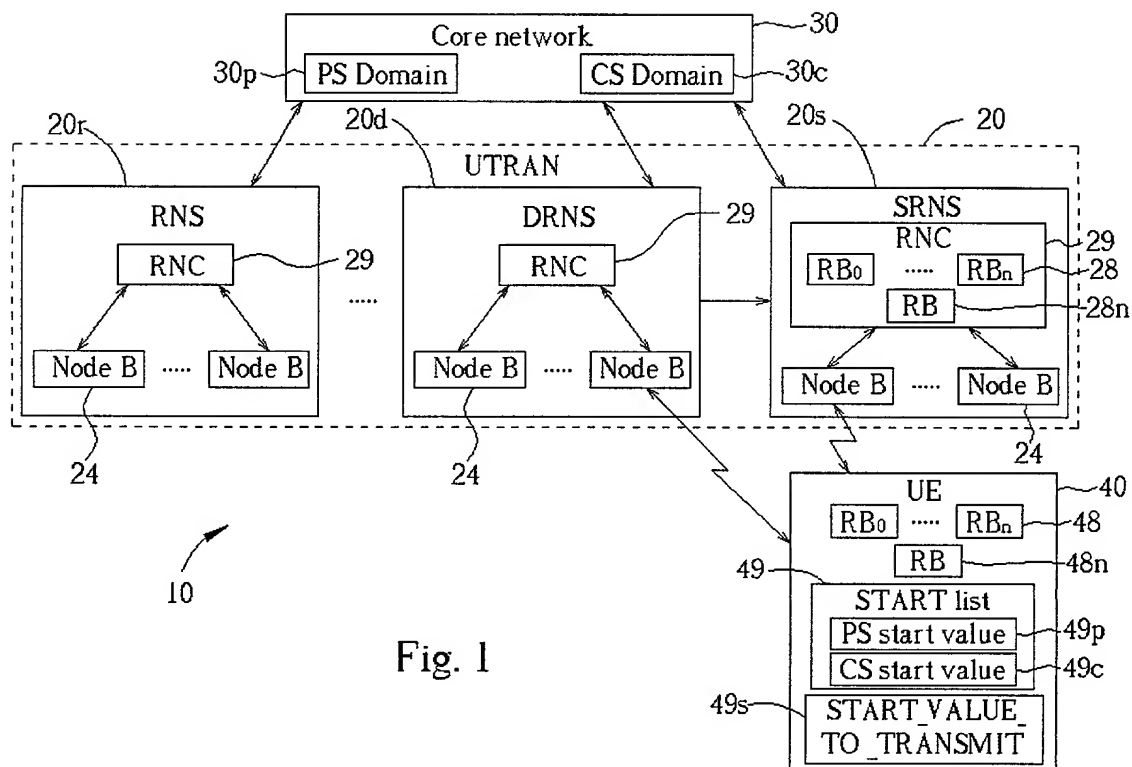 Core network 30
30p PS Domain CS Domain 30c
20r 20d 20s 20
UTRAN
RNS DRNS SRNS
RNC 29 RNC 29 RNC 29
RB0 ..... RBn 28
..... RB 28n
Node B ..... Node B Node B ..... Node B Node B ..... Node B
24 24 24
UE 40
RB0 ..... RBn 48
RB 48n
10
49 START list
PS start value 49p
CS start value 49c
Fig. 1
49s START_VALUE_
TO_TRANSMIT